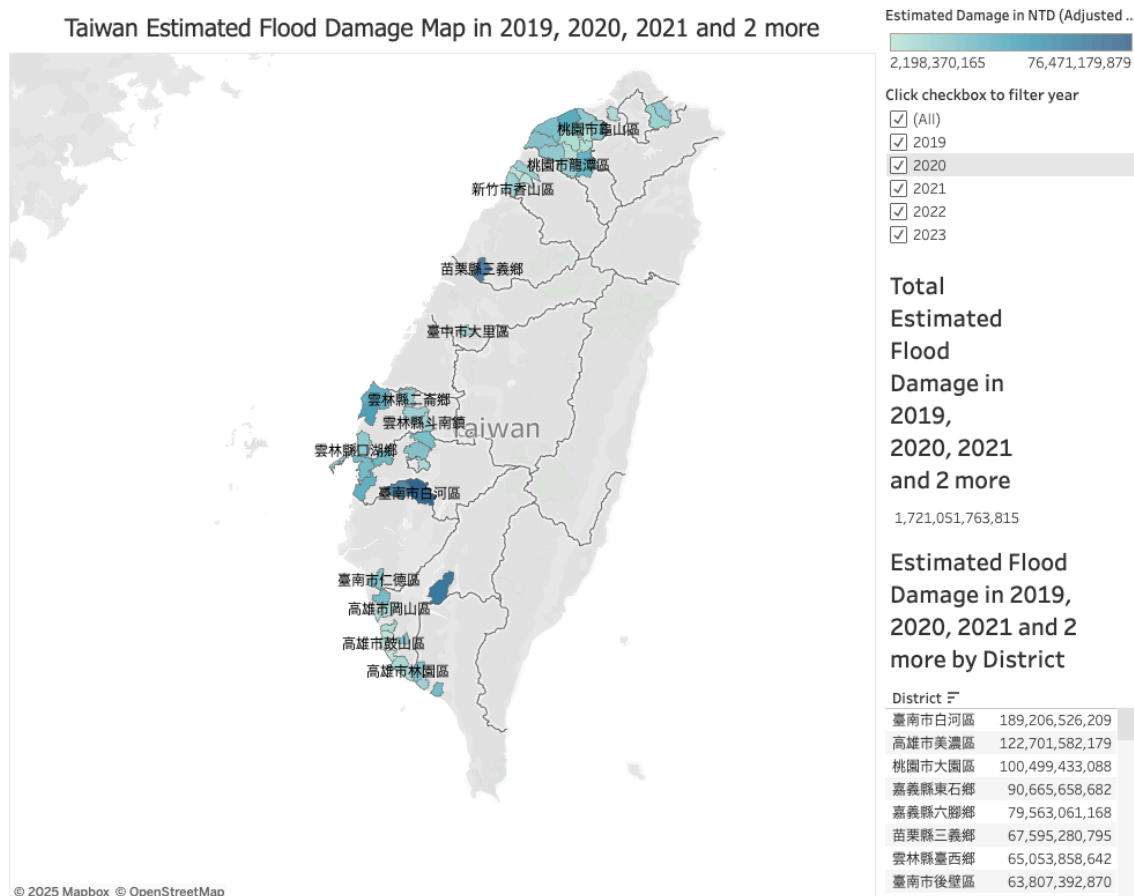 Taiwan Estimated Flood Damage Map in 2019, 2020, 2021 and 2 more
桃園市龜山區
桃園市龍潭區
新竹市香山區
苗栗縣三義鄉
臺中市大里區
雲林縣二崙鄉
雲林縣斗南鎮
Taiwan
雲林縣口湖鄉
臺南市白河區
臺南市仁德區
高雄市岡山區
高雄市鼓山區
高雄市林園區
© 2025 Mapbox © OpenStreetMap
Estimated Damage in NTD (Adjusted ..
2,198,370,165 76,471,179,879
Click checkbox to filter year
(All)
2019
2020
2021
2022
2023
Total
Estimated
Flood
Damage in
2019,
2020, 2021
and 2 more
1,721,051,763,815
Estimated Flood
Damage in 2019,
2020, 2021 and 2
more by District
District
臺南市白河區 189,206,526,209
高雄市美濃區 122,701,582,179
桃園市大園區 100,499,433,088
嘉義縣東石鄉 90,665,658,682
嘉義縣六腳鄉 79,563,061,168
苗栗縣三義鄉 67,595,280,795
雲林縣臺西鄉 65,053,858,642
臺南市後壁區 63,807,392,870